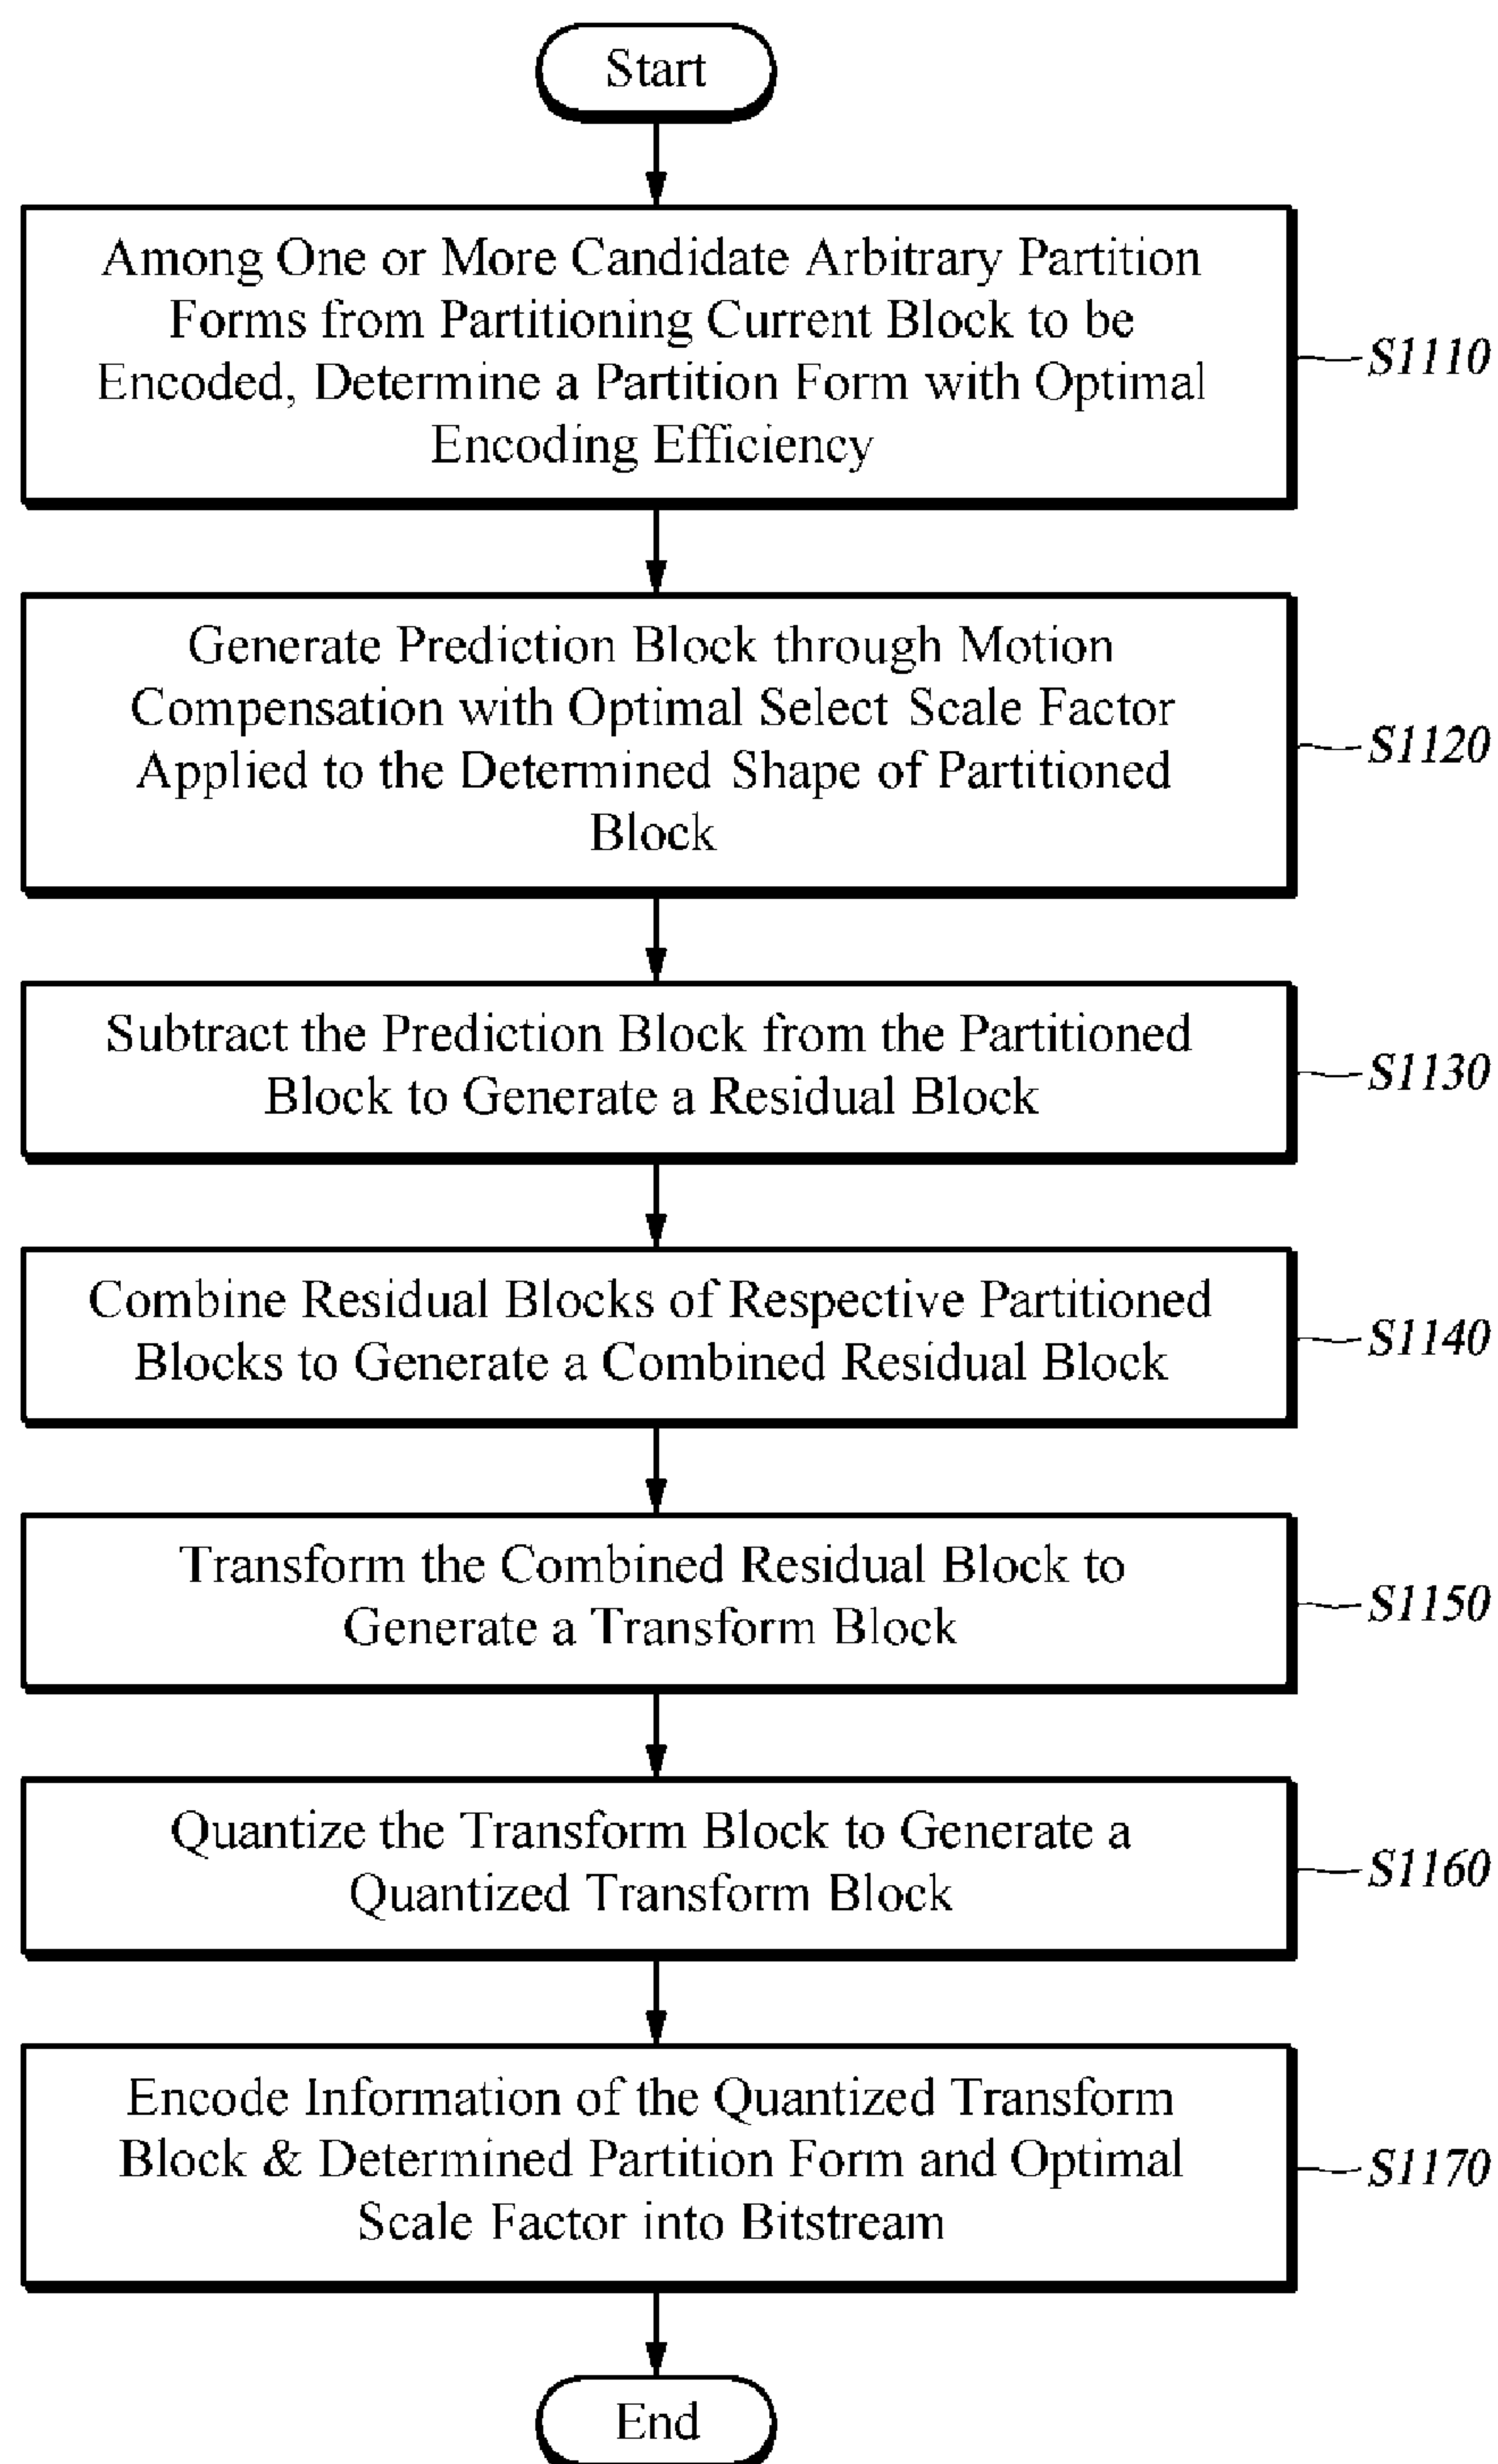 Start
Among One or More Candidate Arbitrary Partition
Forms from Partitioning Current Block to be
Encoded, Determine a Partition Form with Optimal
Encoding Efficiency
S1110
Generate Prediction Block through Motion
Compensation with Optimal Select Scale Factor
Applied to the Determined Shape of Partitioned
Block
S1120
Subtract the Prediction Block from the Partitioned
Block to Generate a Residual Block
S1130
Combine Residual Blocks of Respective Partitioned
Blocks to Generate a Combined Residual Block
S1140
Transform the Combined Residual Block to
Generate a Transform Block
S1150
Quantize the Transform Block to Generate a
Quantized Transform Block
S1160
Encode Information of the Quantized Transform
Block & Determined Partition Form and Optimal
Scale Factor into Bitstream
S1170
End